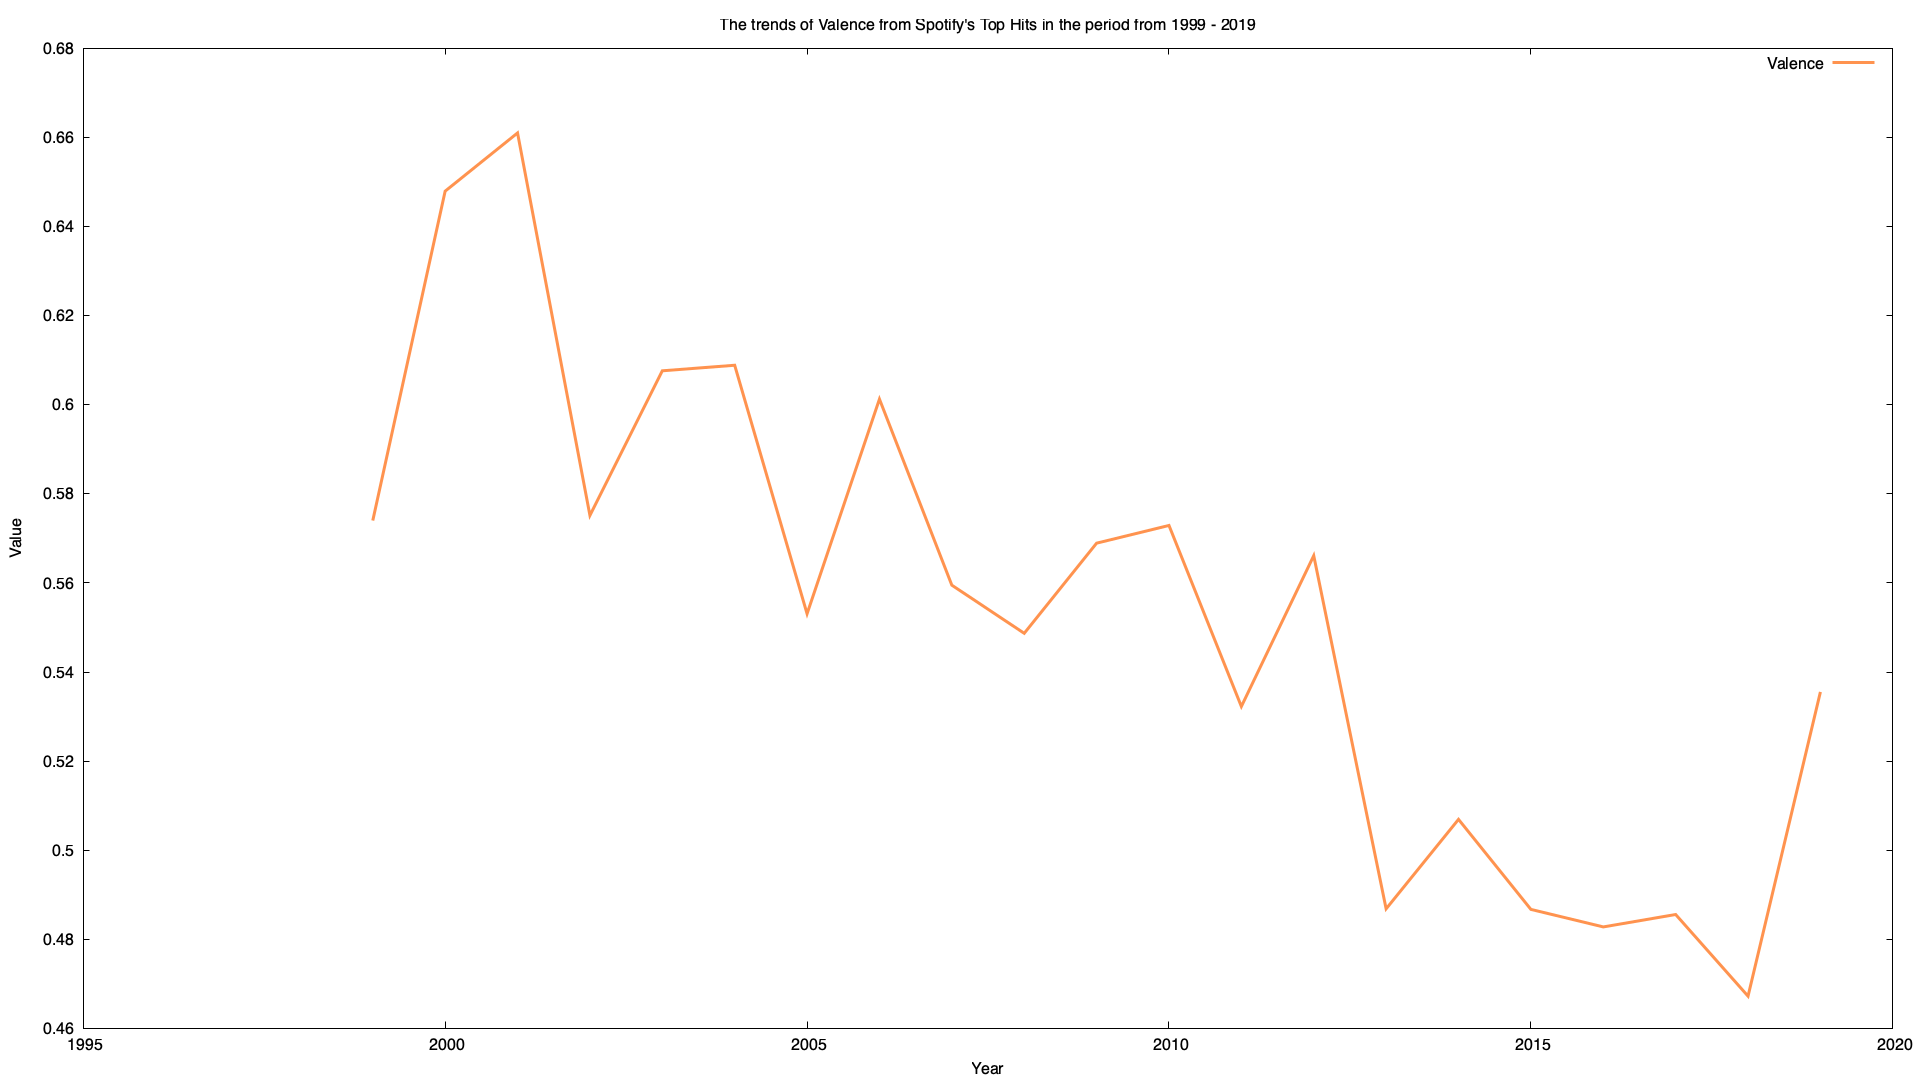 The trends of Valence from Spotify's Top Hits in the period from 1999 - 2019
Valence
0.68
0.66
0.64
0.62
0.6
0.58
0.56
0.54
0.52
0.5
0.48
0.46
Value
1995 2000 2005 2010 2015 2020
Year